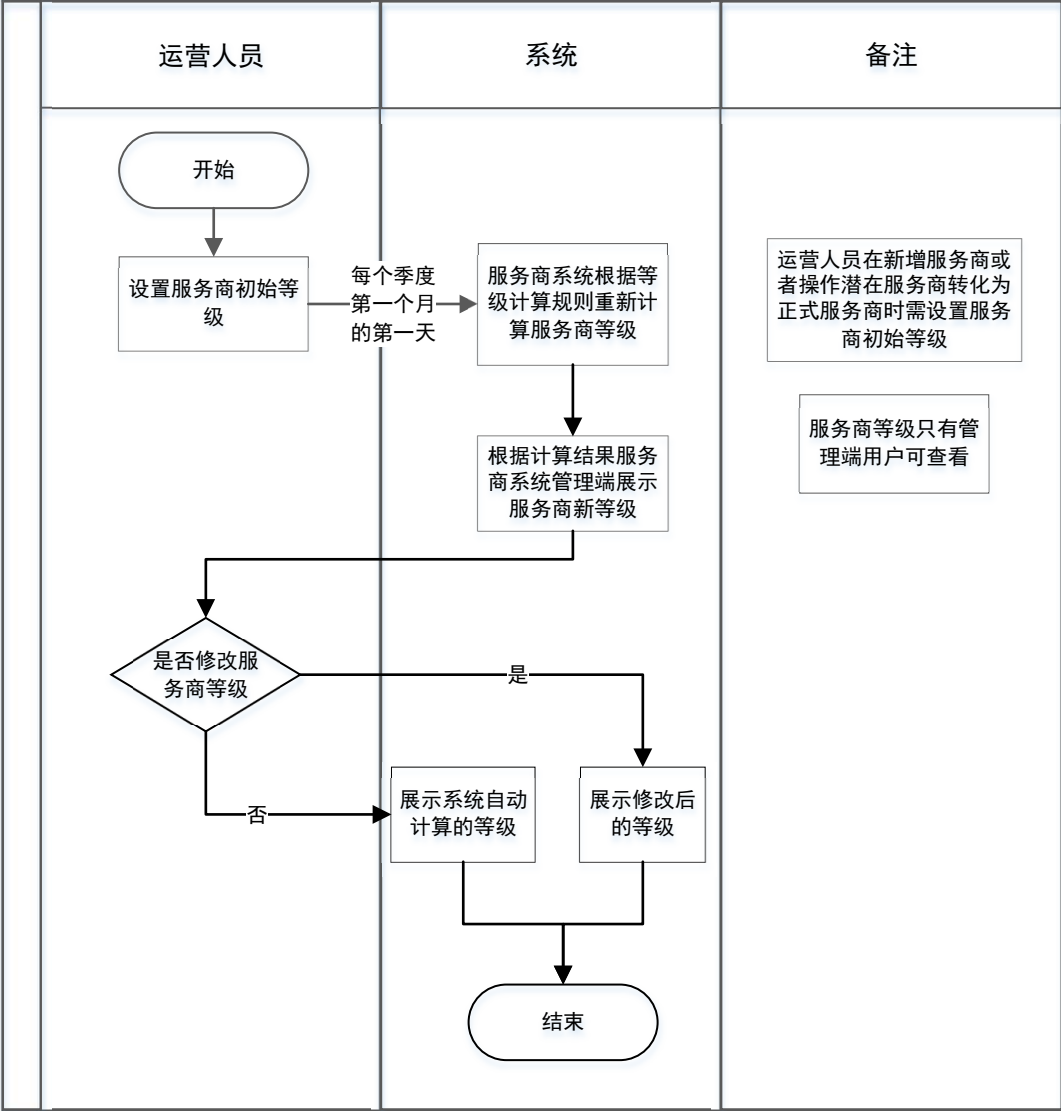 运营人员
系统
备注
开始
设置服务商初始等
级
每个季度
第一个月
的第一天
服务商系统根据等
级计算规则重新计
算服务商等级
运营人员在新增服务商或
者操作潜在服务商转化为
正式服务商时需设置服务
商初始等级
服务商等级只有管
理端用户可查看
根据计算结果服务
商系统管理端展示
服务商新等级
是否修改服
务商等级
是
否
展示系统自动
计算的等级
展示修改后
的等级
结束